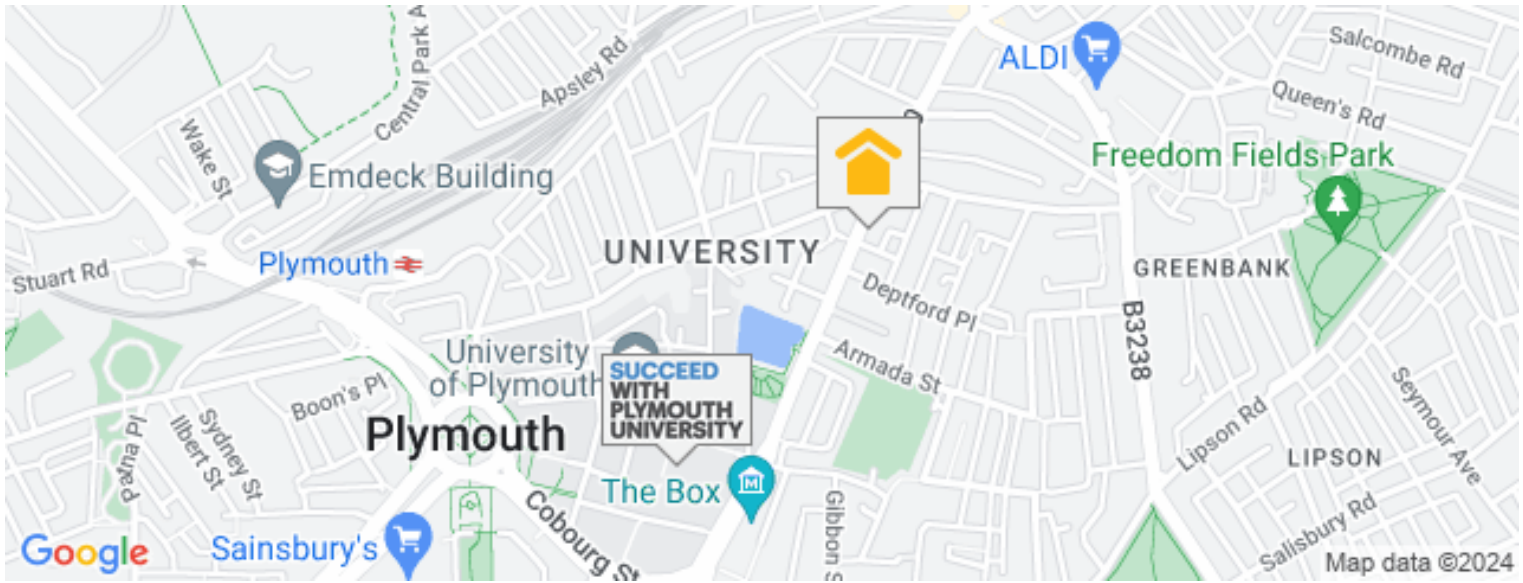 Salcombe Rd
ALDI
Apsley Rd
Central Park A
Queen's Rd
Wake St
Freedom Fields Park
Emdeck Building
UNIVERSITY
Plymouth
Stuart Rd
GREENBANK
Deptford Pl
B3238
University
of Plymouth
Armada St
SUCCEED
WITH
PLYMOUTH
UNIVERSITY
Boon's Pl
Plymouth
Patna Pl
Sydney St
Ilbert St
Seymour Ave
Lipson Rd
LIPSON
The Box
Cobourg St
Gibbon S
Salisbury Rd
Sainsbury's
Google
Map data ©2024